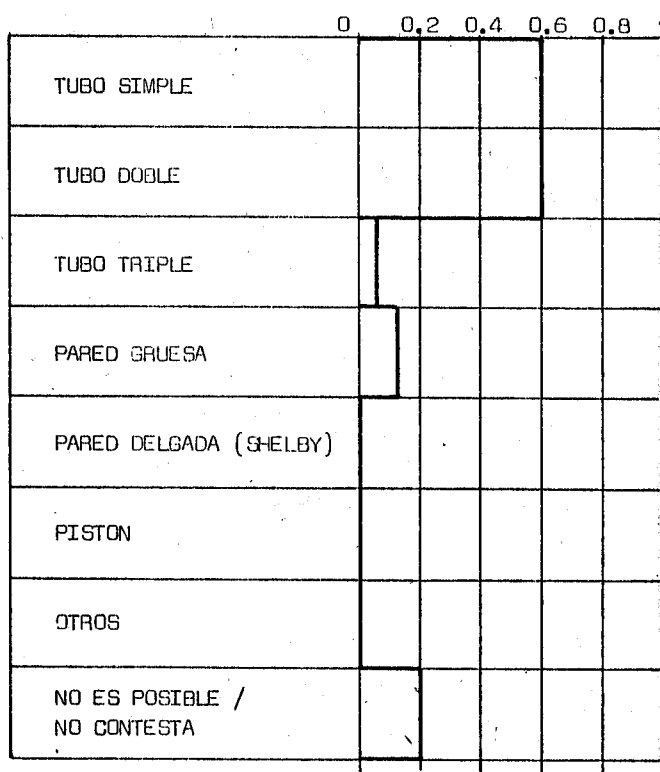 0 0.2 0.4 0.6 0.8
TUBO SIMPLE
TUBO DOBLE
TUBO TRIPLE
PARED GRUESA
PARED DELGADA (SHELBY)
PISTON
OTROS
NO ES POSIBLE /
NO CONTESTA